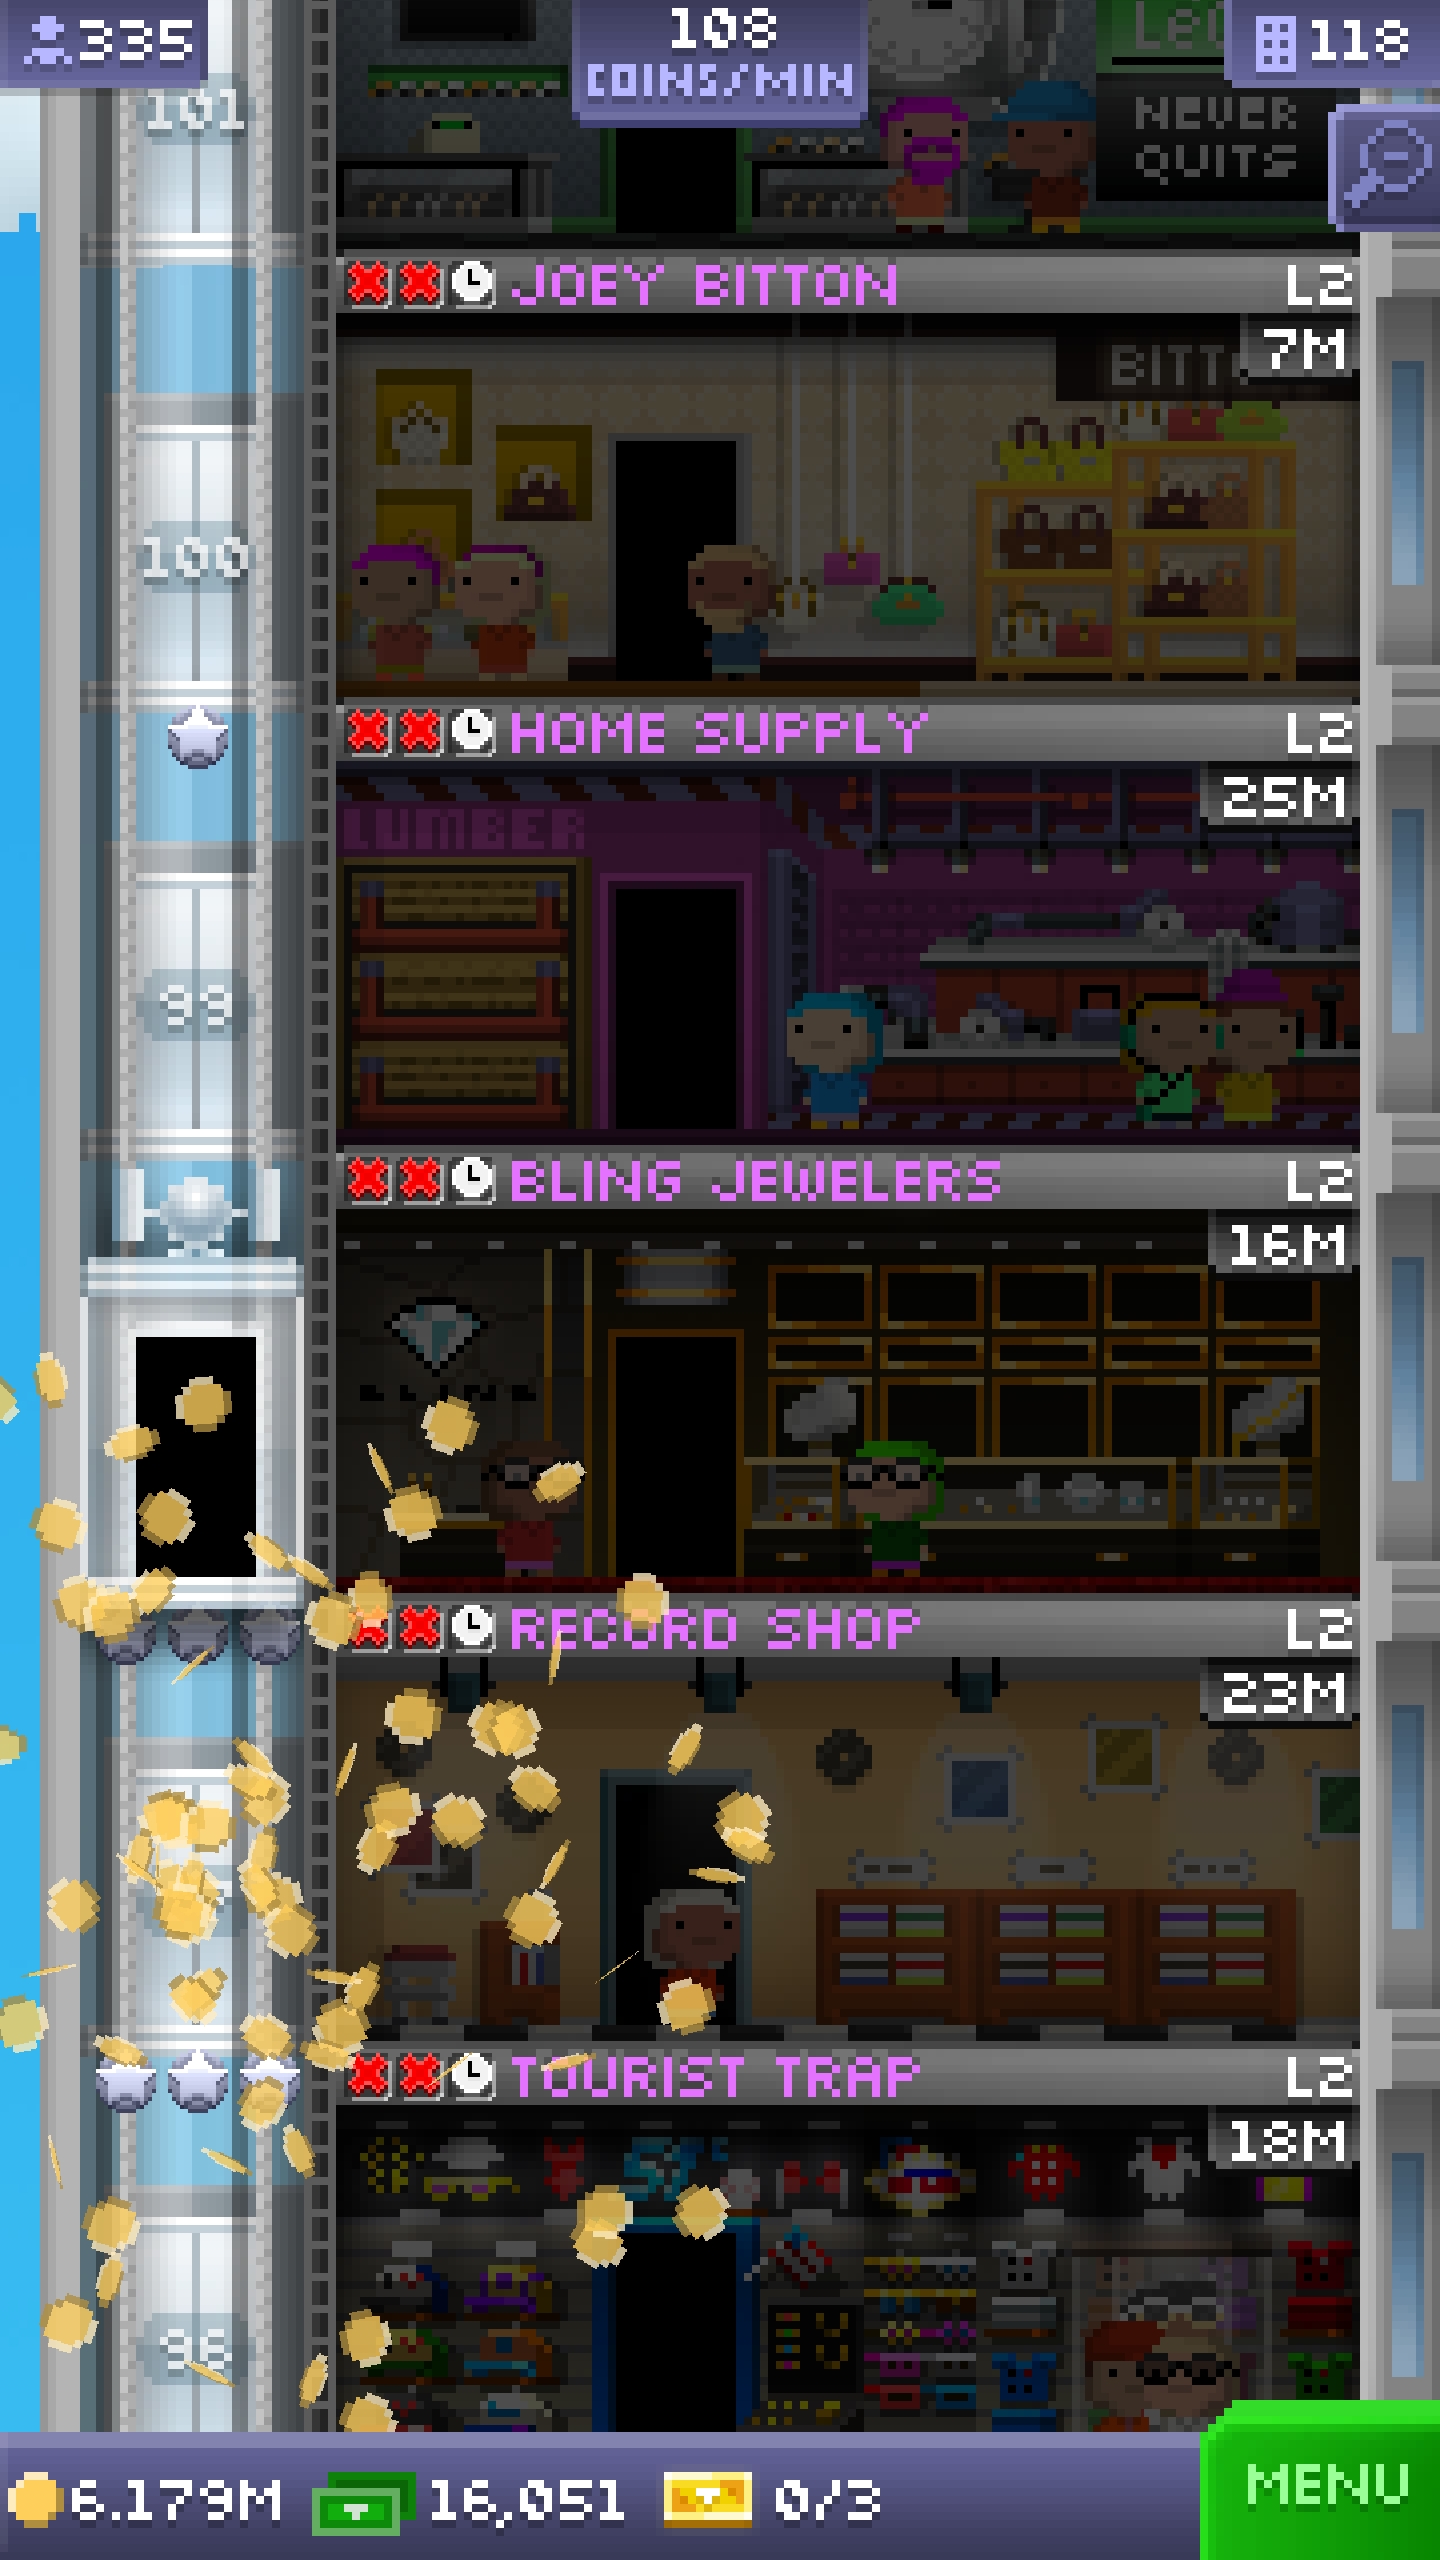 335
108
COINS/MIN
118
101
NEVER
QUITS
JOEY BITTON L2
7M
100
HOME SUPPLY L2
25M
LUMBER
99
BLING JEWELERS L2
16M
RECORD SHOP L2
23M
TOURIST TRAP L2
18M
96
6.179M 16,051 0/3
MENU